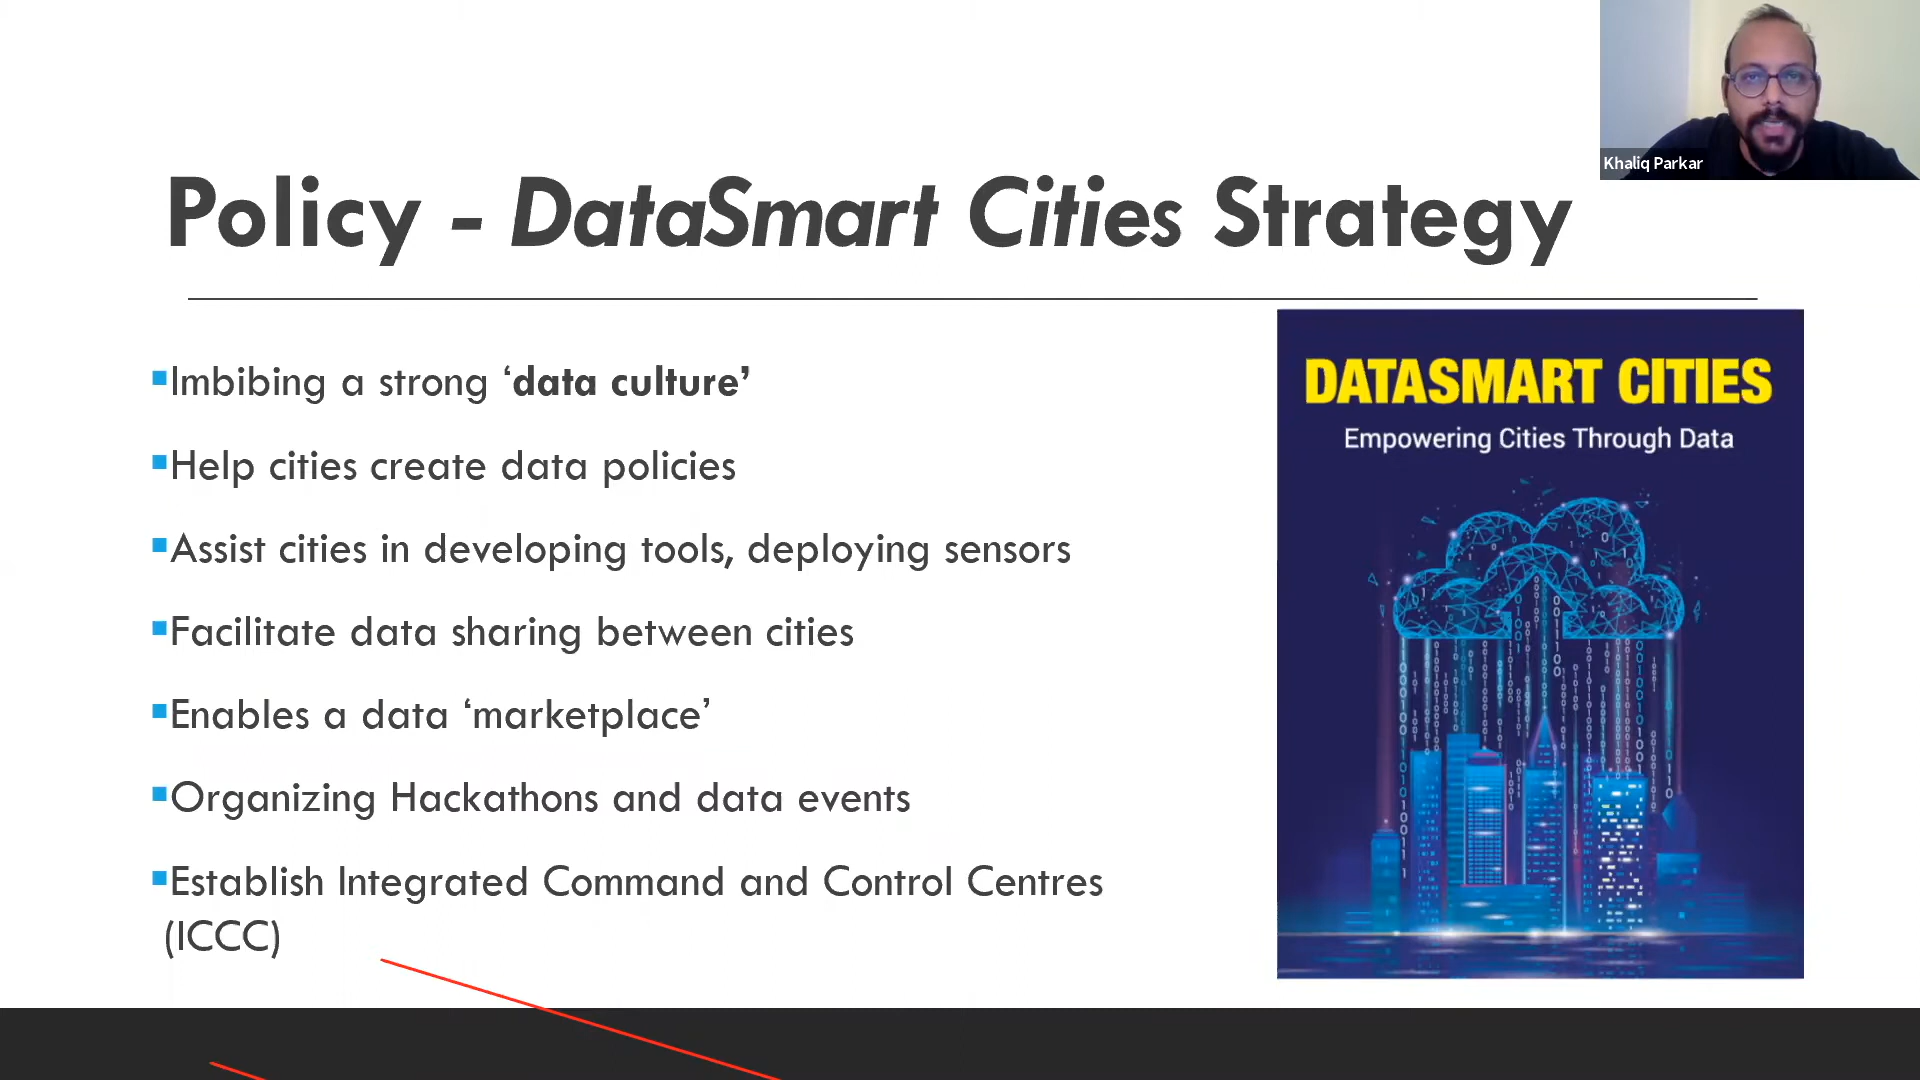 Khaliq Parkar
Policy - DataSmart Cities Strategy
Imbibing a strong ‘data culture’
Help cities create data policies
Assist cities in developing tools, deploying sensors
Facilitate data sharing between cities
Enables a data ‘marketplace’
Organizing Hackathons and data events
Establish Integrated Command and Control Centres
(ICCC)
DATASMART CITIES
Empowering Cities Through Data